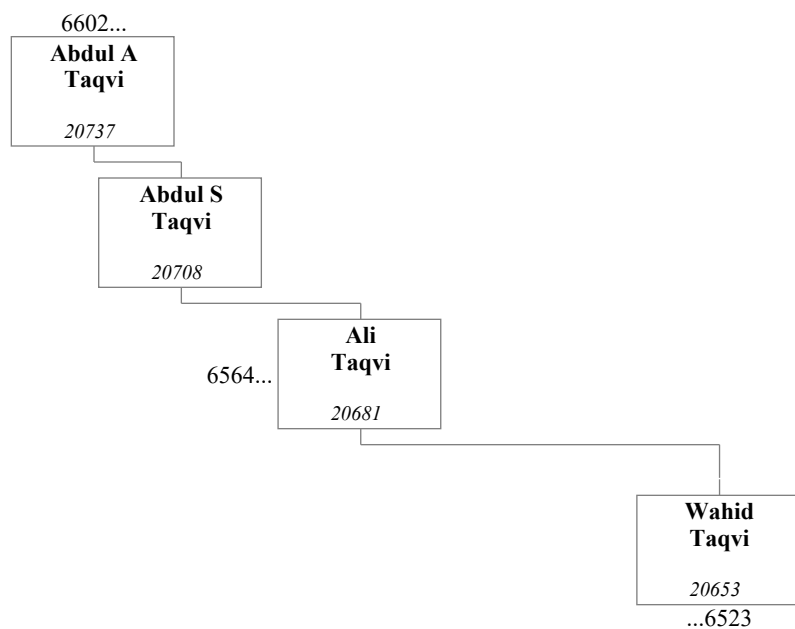 6602...
Abdul A
Taqvi
20737
Abdul S
Taqvi
20708
Ali
Taqvi
6564...
20681
Wahid
Taqvi
20653
...6523